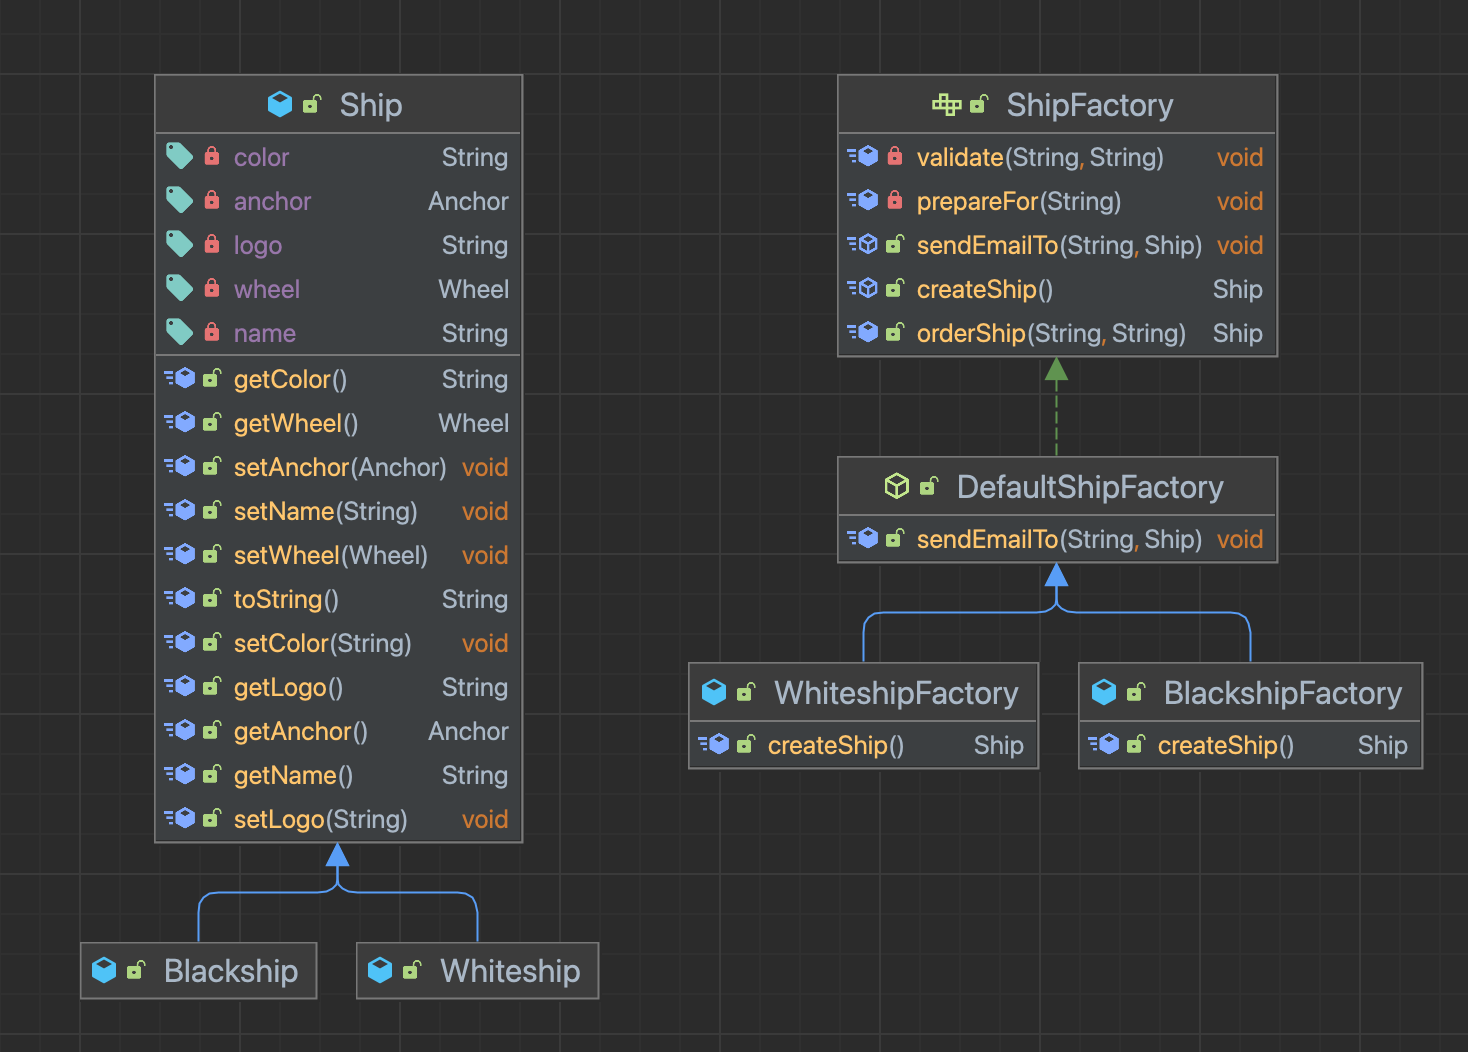 Ship
color String
anchor Anchor
logo String
wheel Wheel
name String
getColor() String
getWheel() Wheel
setAnchor(Anchor) void
setName(String) void
setWheel(Wheel) void
toString() String
setColor(String) void
getLogo() String
getAnchor() Anchor
getName() String
setLogo(String) void
Blackship
Whiteship
ShipFactory
validate(String, String) void
prepareFor(String) void
sendEmailTo(String, Ship) void
createShip() Ship
orderShip(String, String) Ship
DefaultShipFactory
sendEmailTo(String, Ship) void
WhiteshipFactory
createShip() Ship
BlackshipFactory
createShip() Ship